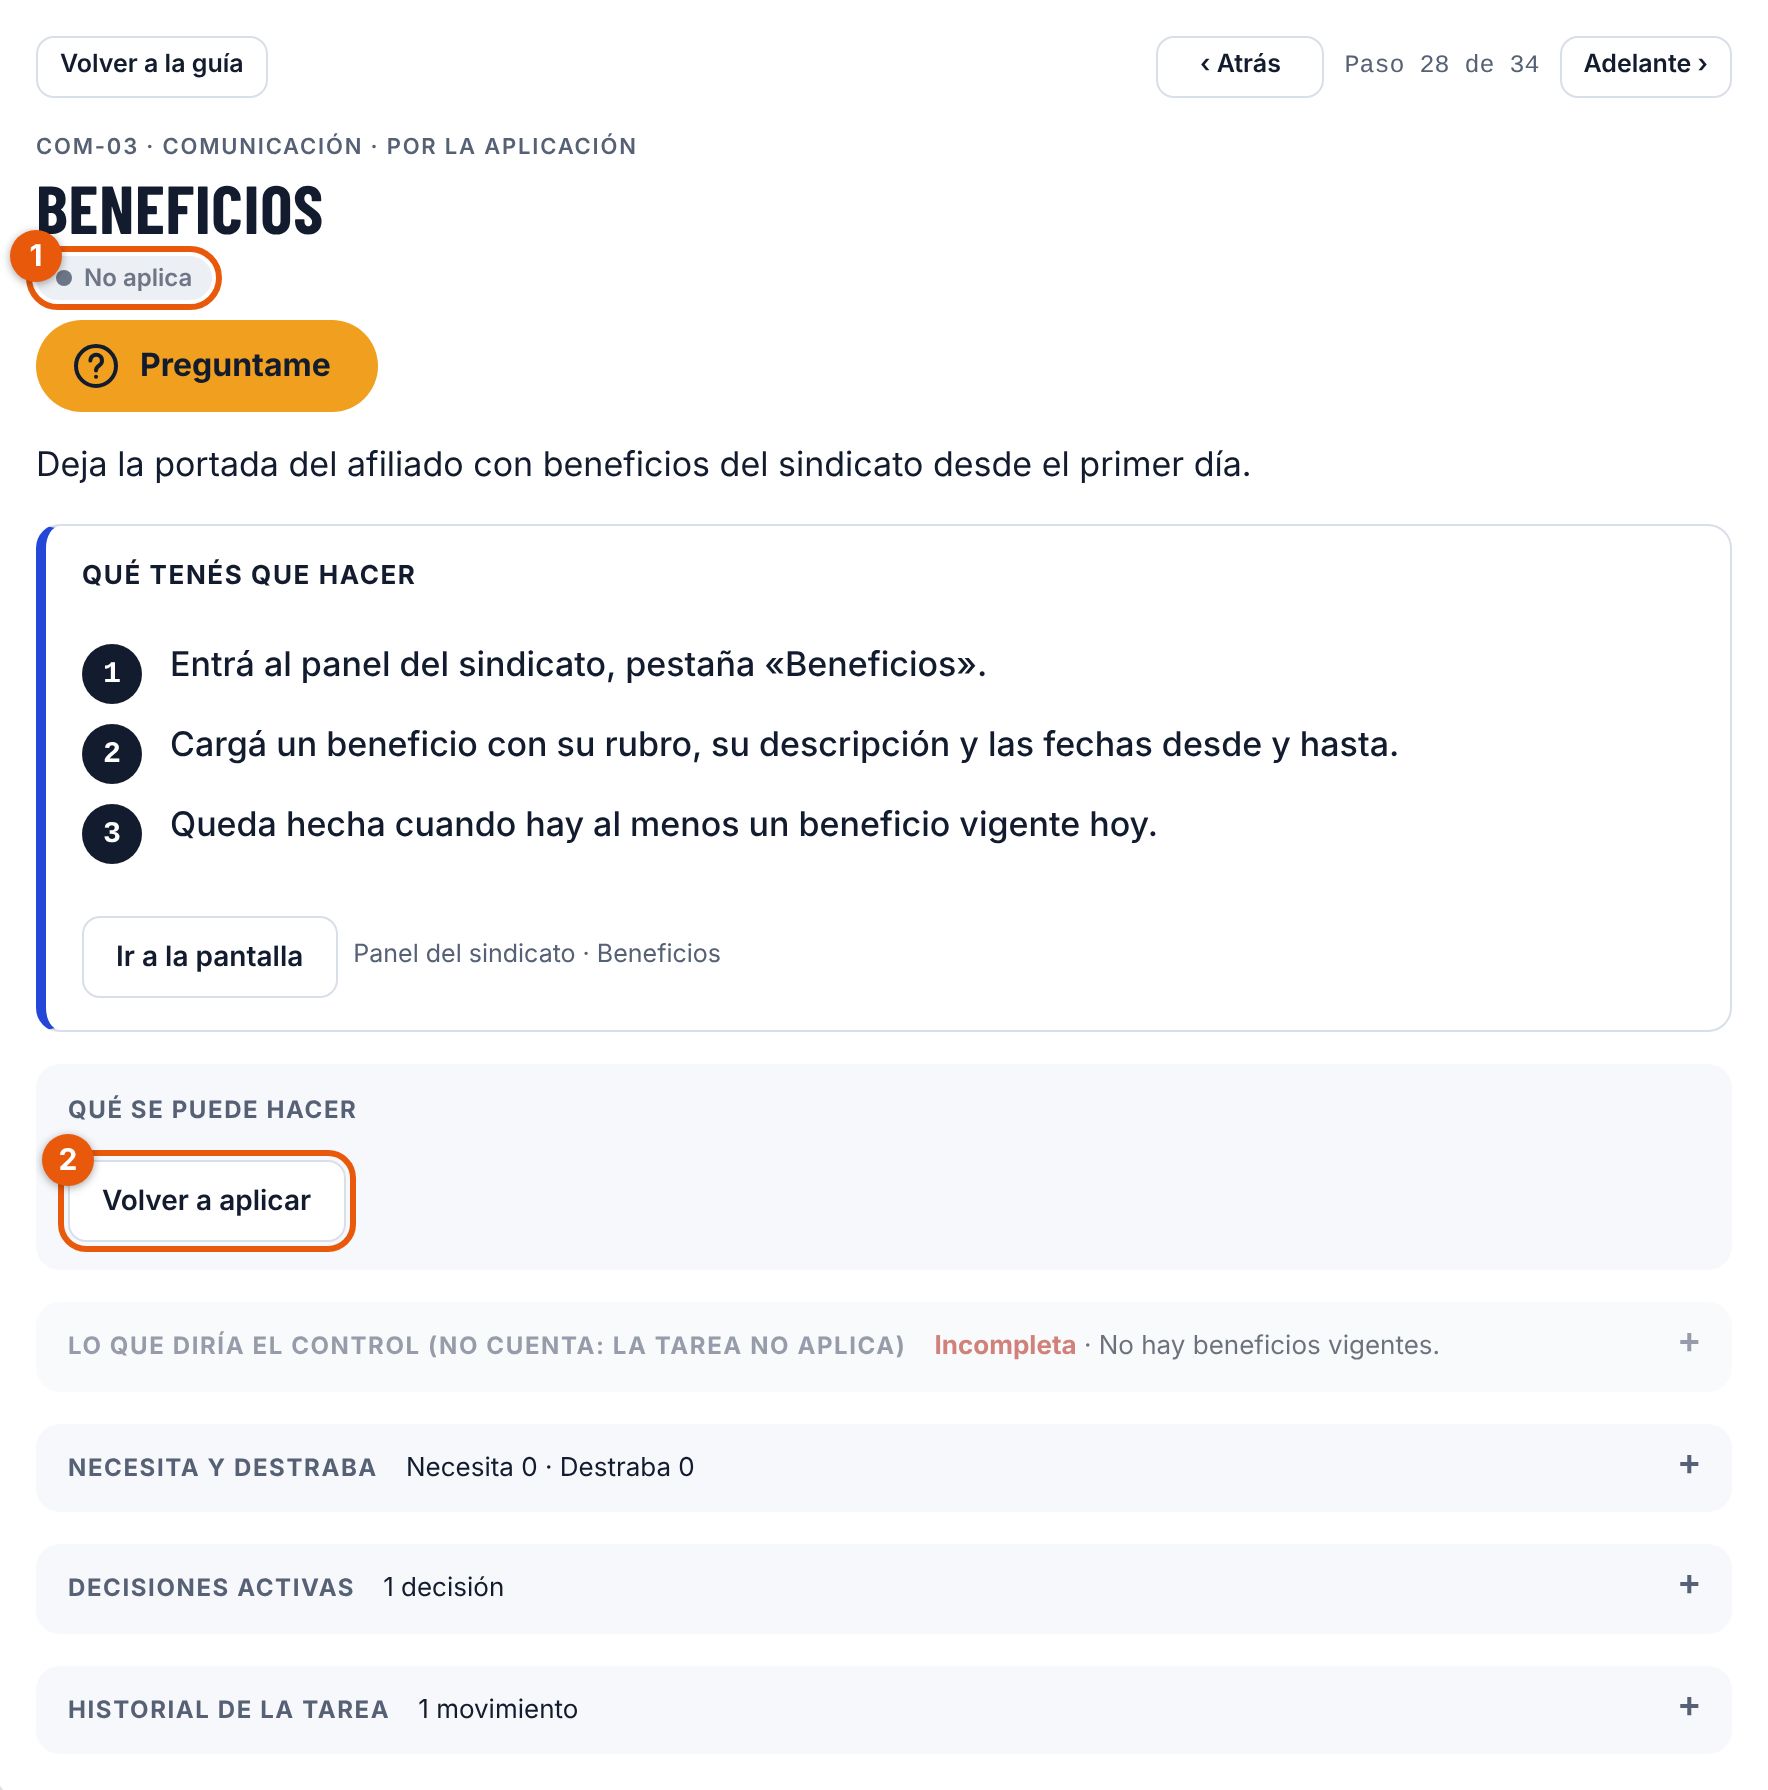 Volver a la guía
‹ Atrás
Paso 28 de 34
Adelante ›
COM-03 · COMUNICACIÓN · POR LA APLICACIÓN
BENEFICIOS
1
No aplica
? Preguntame
Deja la portada del afiliado con beneficios del sindicato desde el primer día.
QUÉ TENÉS QUE HACER
1 Entrá al panel del sindicato, pestaña «Beneficios».
2 Cargá un beneficio con su rubro, su descripción y las fechas desde y hasta.
3 Queda hecha cuando hay al menos un beneficio vigente hoy.
Ir a la pantalla Panel del sindicato · Beneficios
QUÉ SE PUEDE HACER
2
Volver a aplicar
LO QUE DIRÍA EL CONTROL (NO CUENTA: LA TAREA NO APLICA) Incompleta · No hay beneficios vigentes. +
NECESITA Y DESTRABA Necesita 0 · Destraba 0 +
DECISIONES ACTIVAS 1 decisión +
HISTORIAL DE LA TAREA 1 movimiento +